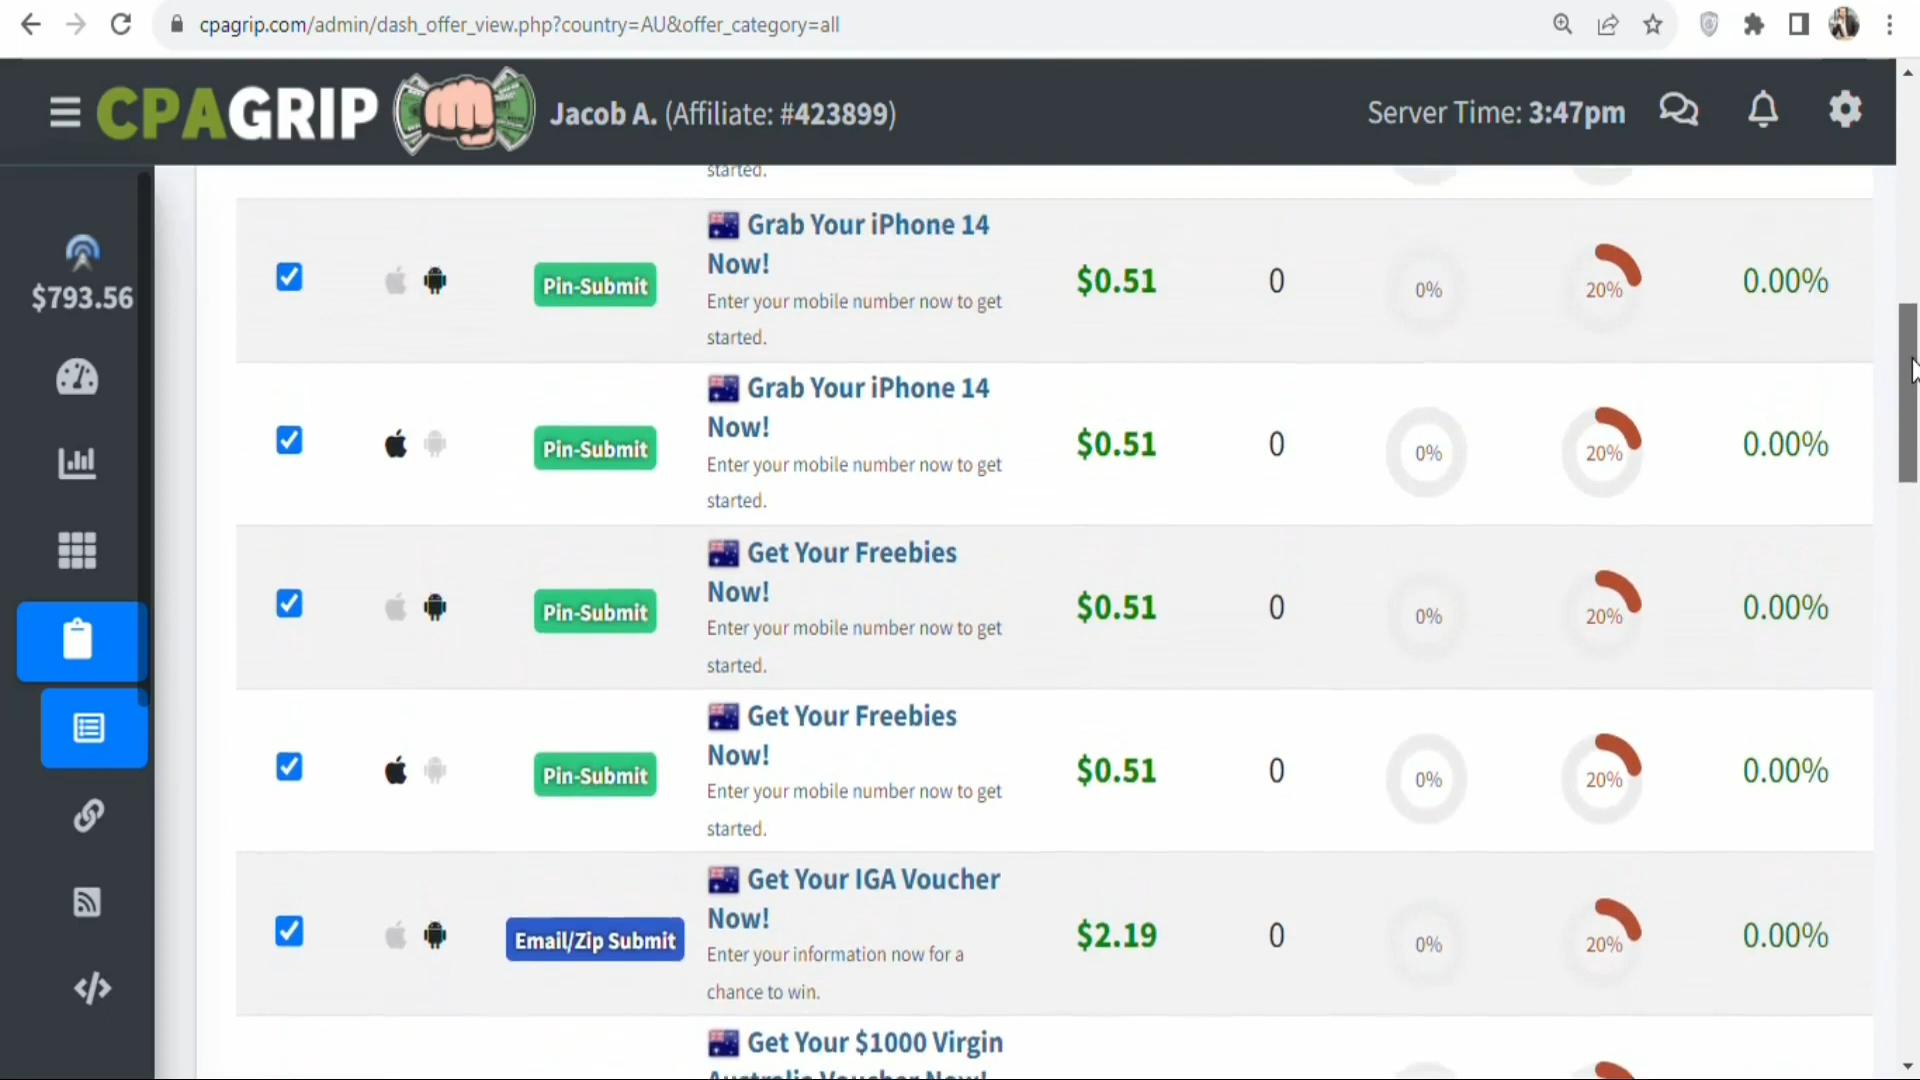 cpagrip.com/admin/dash_offer_view.php?country=AU&offer_category=all
CPAGRIP Jacob A. (Affiliate: #423899) Server Time: 3:47pm
started.
Grab Your iPhone 14
Now!
Enter your mobile number now to get
started.
Pin-Submit $0.51 0 0% 20% 0.00%
Grab Your iPhone 14
Now!
Enter your mobile number now to get
started.
Pin-Submit $0.51 0 0% 20% 0.00%
Get Your Freebies
Now!
Enter your mobile number now to get
started.
Pin-Submit $0.51 0 0% 20% 0.00%
Get Your Freebies
Now!
Enter your mobile number now to get
started.
Pin-Submit $0.51 0 0% 20% 0.00%
Get Your IGA Voucher
Now!
Enter your information now for a
chance to win.
Email/Zip Submit $2.19 0 0% 20% 0.00%
Get Your $1000 Virgin
Australia Voucher Now!
$793.56